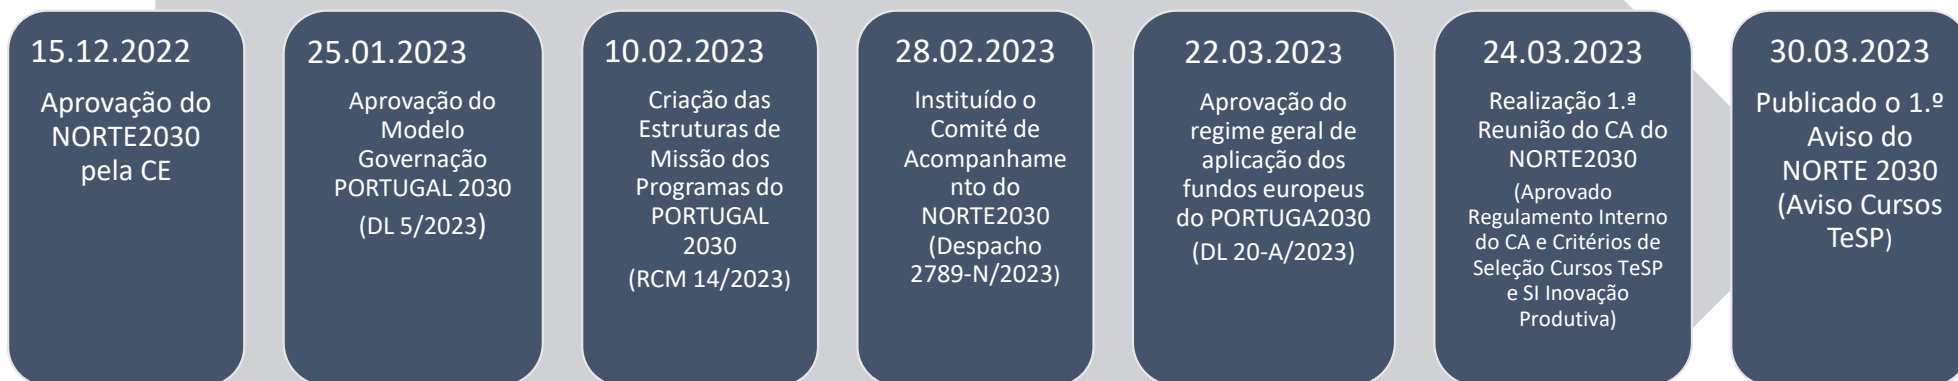 15.12.2022
Aprovação do
NORTE2030
pela CE
25.01.2023
Aprovação do
Modelo
Governação
PORTUGAL 2030
(DL 5/2023)
10.02.2023
Criação das
Estruturas de
Missão dos
Programas do
PORTUGAL
2030
(RCM 14/2023)
28.02.2023
Instituído o
Comité de
Acompanhame
nto do
NORTE2030
(Despacho
2789-N/2023)
22.03.2023
Aprovação do
regime geral de
aplicação dos
fundos europeus
do PORTUGA2030
(DL 20-A/2023)
24.03.2023
Realização 1.ª
Reunião do CA do
NORTE2030
(Aprovado
Regulamento Interno
do CA e Critérios de
Seleção Cursos TeSP
e SI Inovação
Produtiva)
30.03.2023
Publicado o 1.º
Aviso do
NORTE 2030
(Aviso Cursos
TeSP)